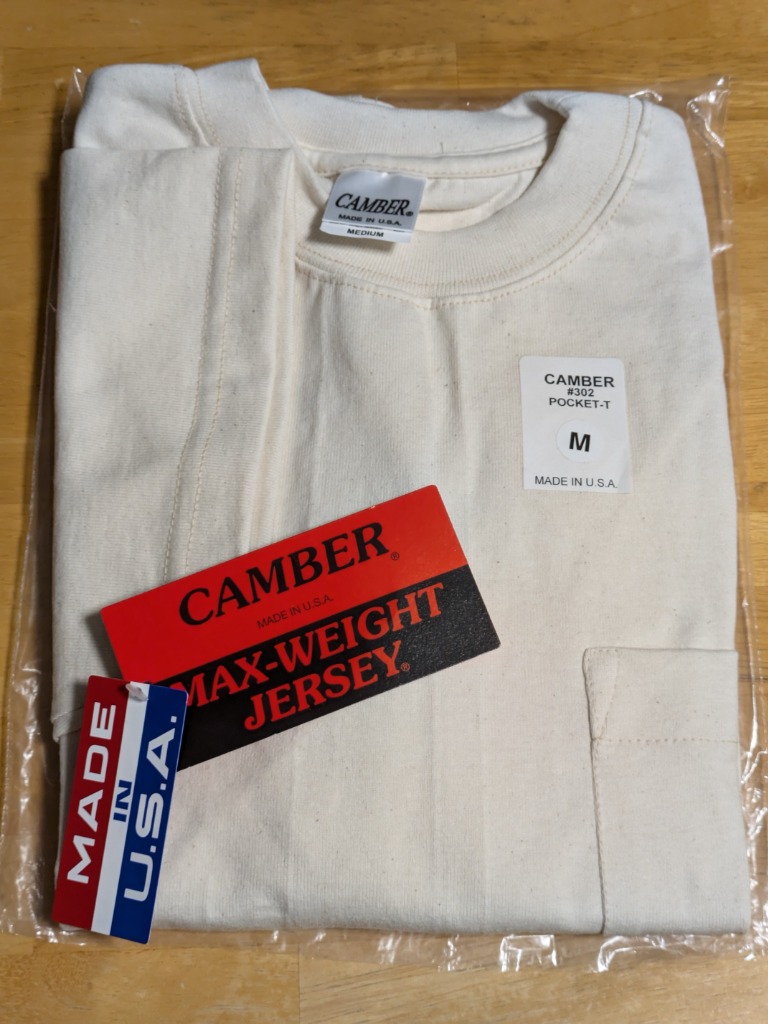 CAMBER®
MADE IN U.S.A.
MEDIUM
CAMBER
#302
POCKET-T
M
MADE IN U.S.A.
CAMBER®
MADE IN U.S.A.
MAX-WEIGHT
JERSEY®
MADE
IN
U.S.A.